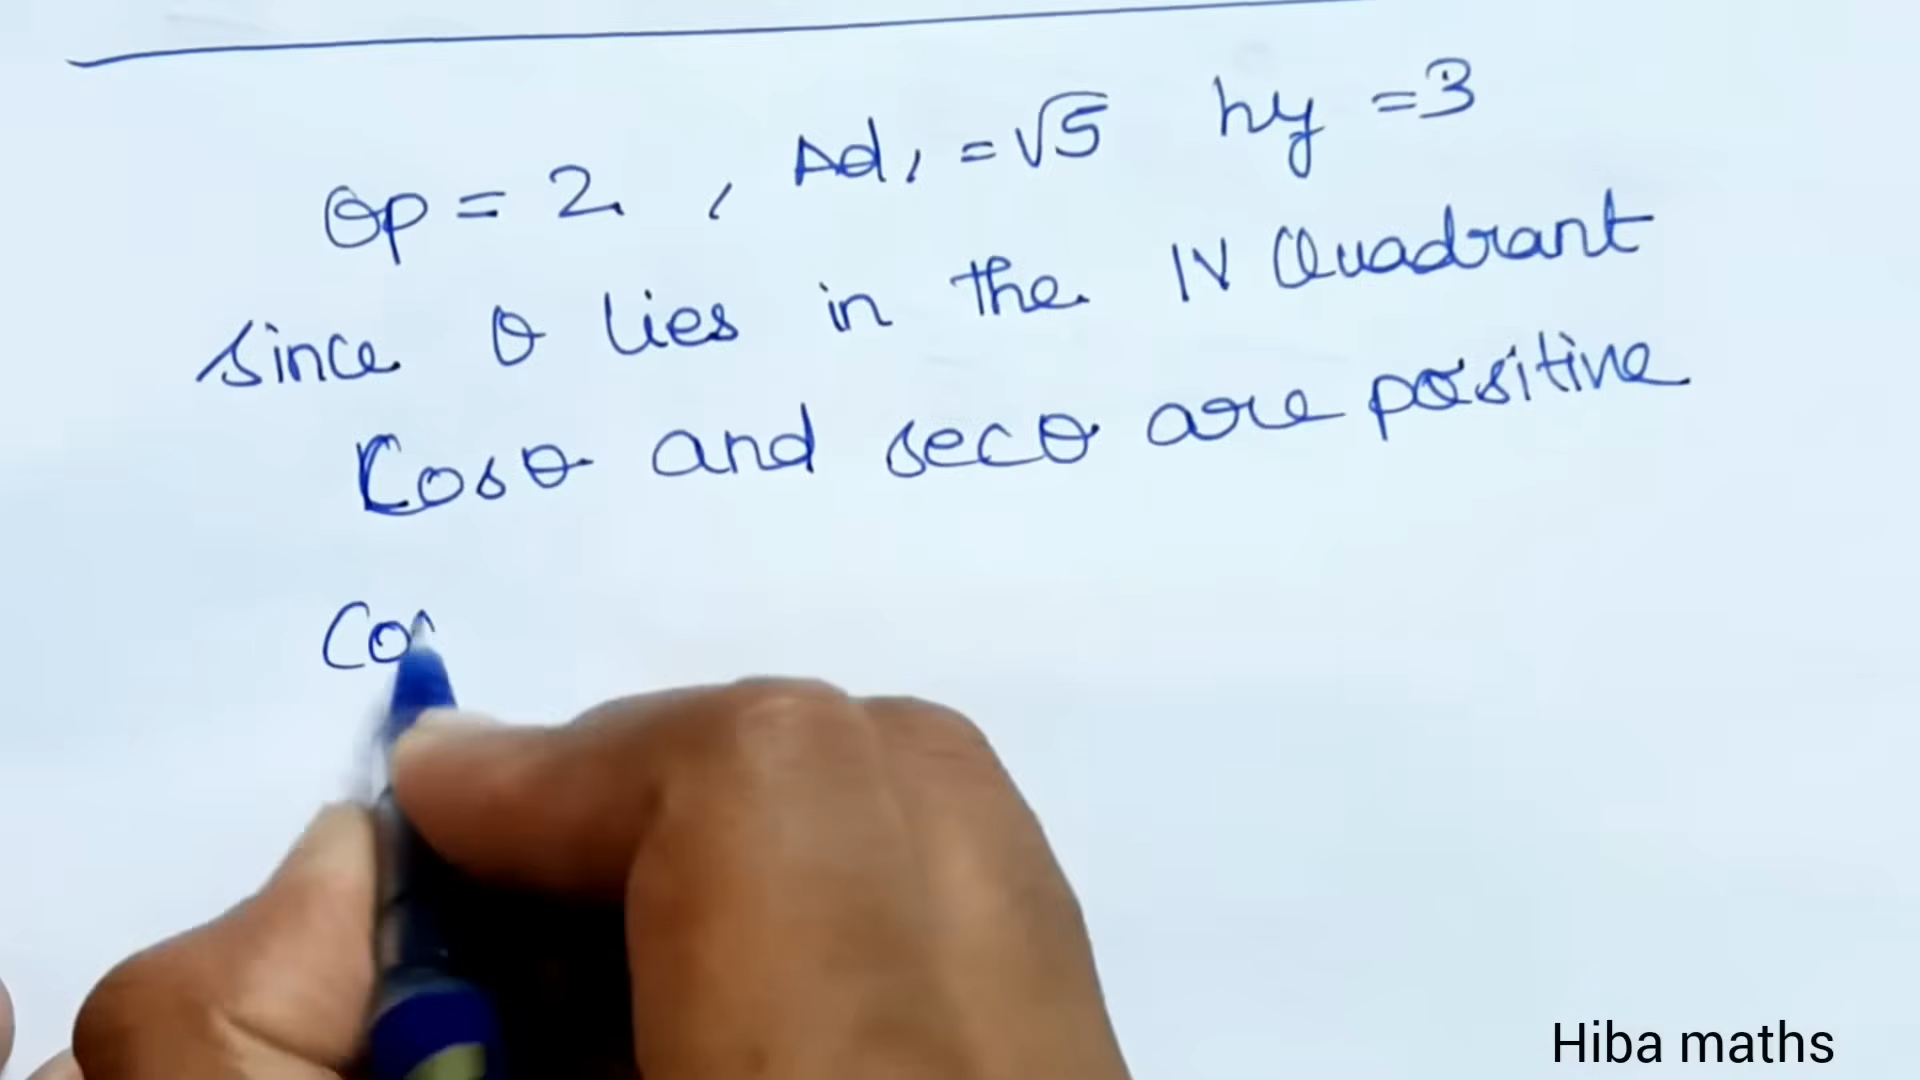 Op = 2 , Ad, = √5 hy = 3
since θ lies in the IV Quadrant
Cosθ and secθ are positive
Co
Hiba maths